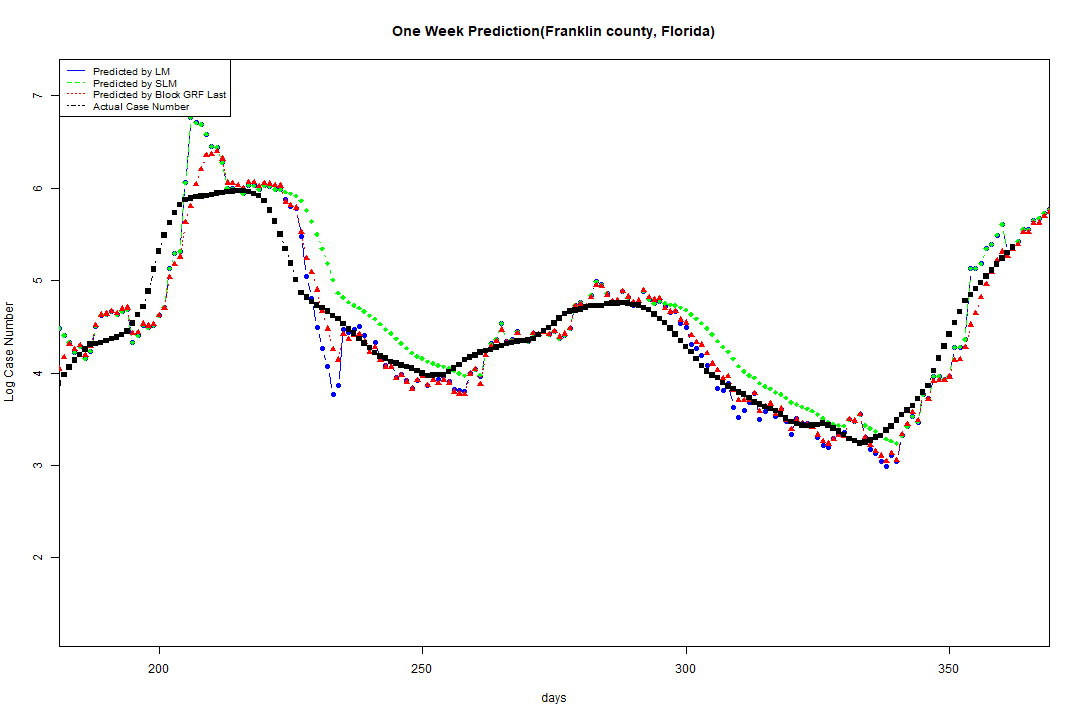 One Week Prediction(Franklin county, Florida)
Predicted by LM
Predicted by SLM
Predicted by Block GRF Last
Actual Case Number
7
6
5
4
3
2
Log Case Number
200 250 300 350
days